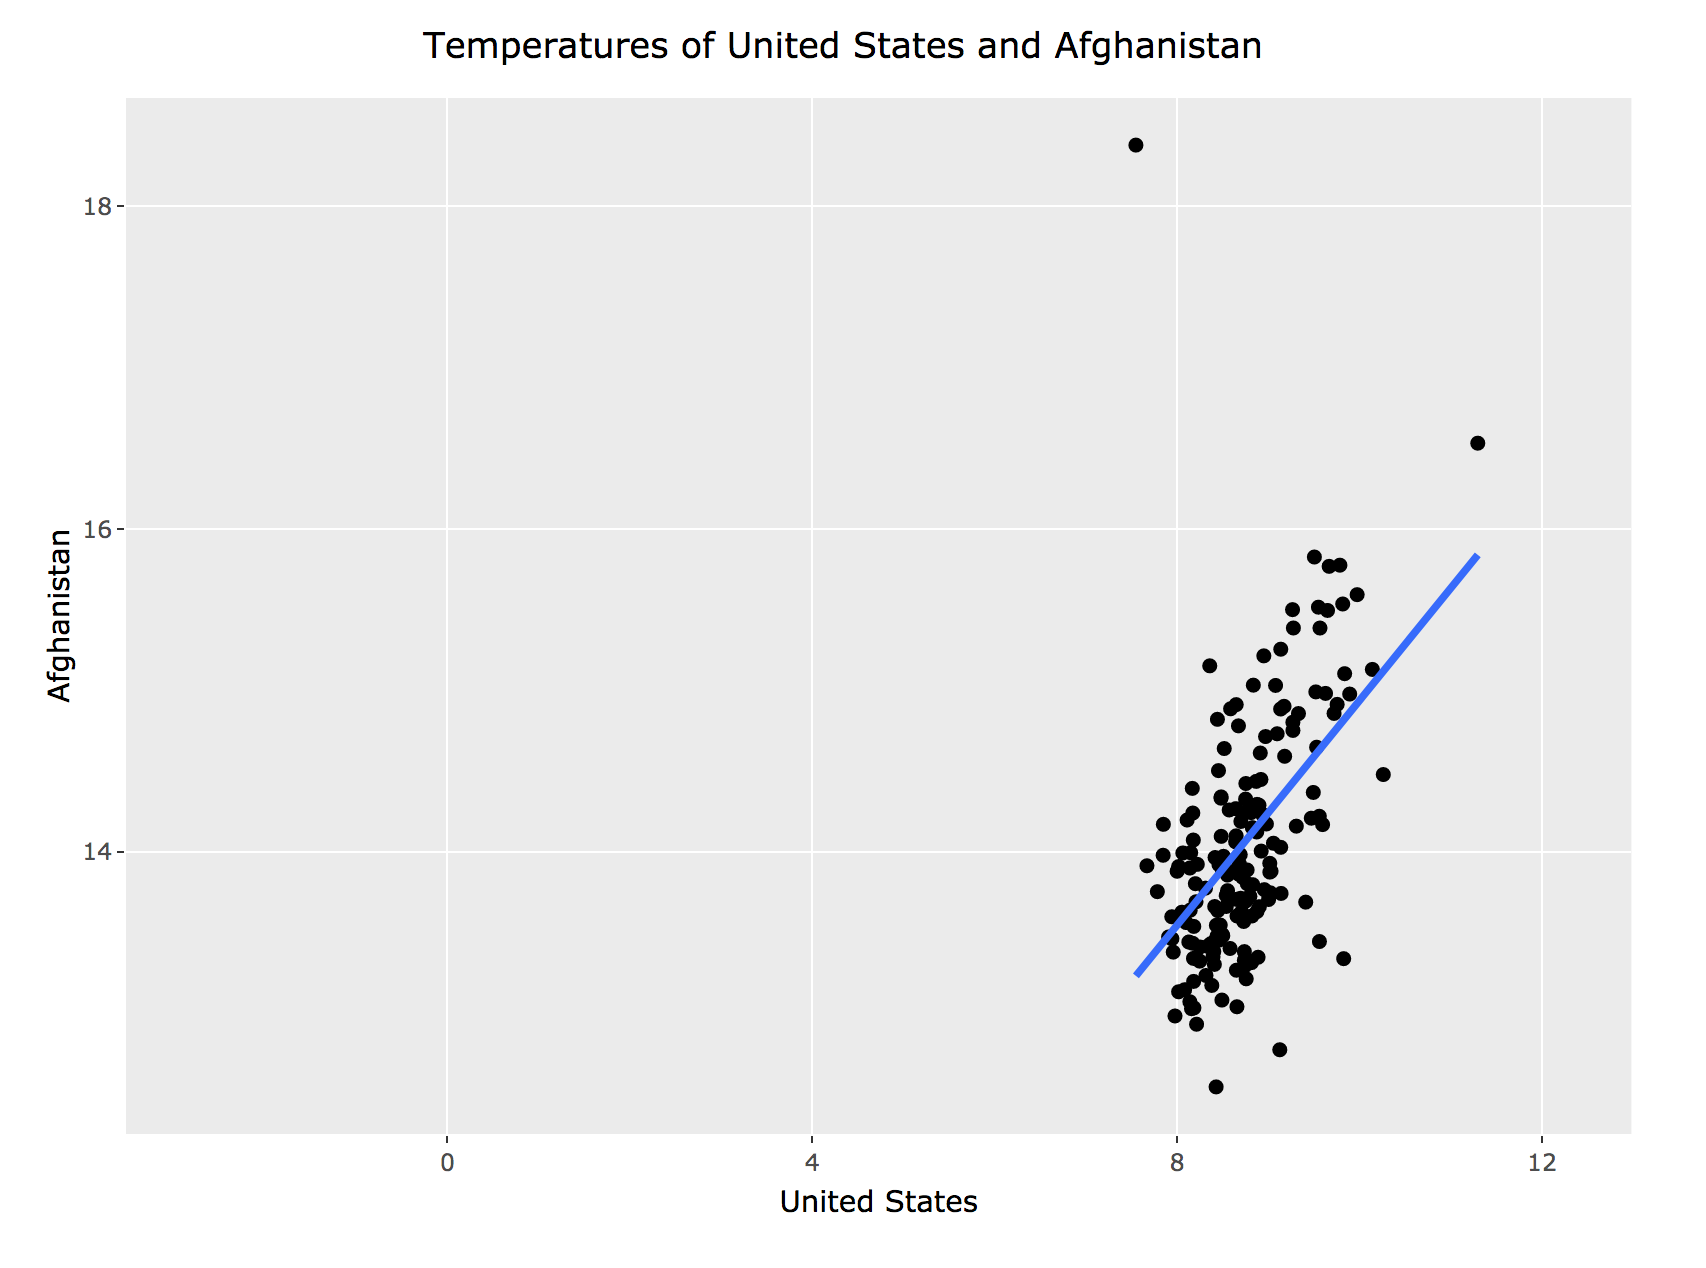 Temperatures of United States and Afghanistan
18
16
14
Afghanistan
0 4 8 12
United States